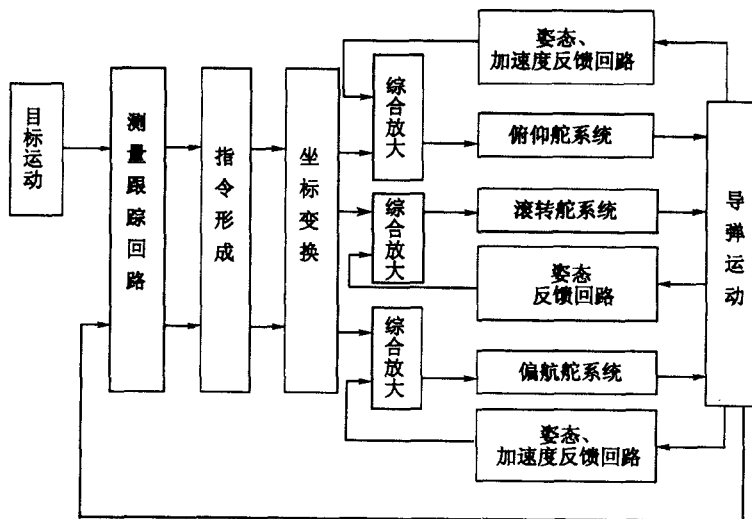 目标运动
测量跟踪回路
指令形成
坐标变换
综合放大
综合放大
综合放大
姿态、
加速度反馈回路
俯仰舵系统
滚转舵系统
姿态
反馈回路
偏航舵系统
姿态、
加速度反馈回路
导弹运动